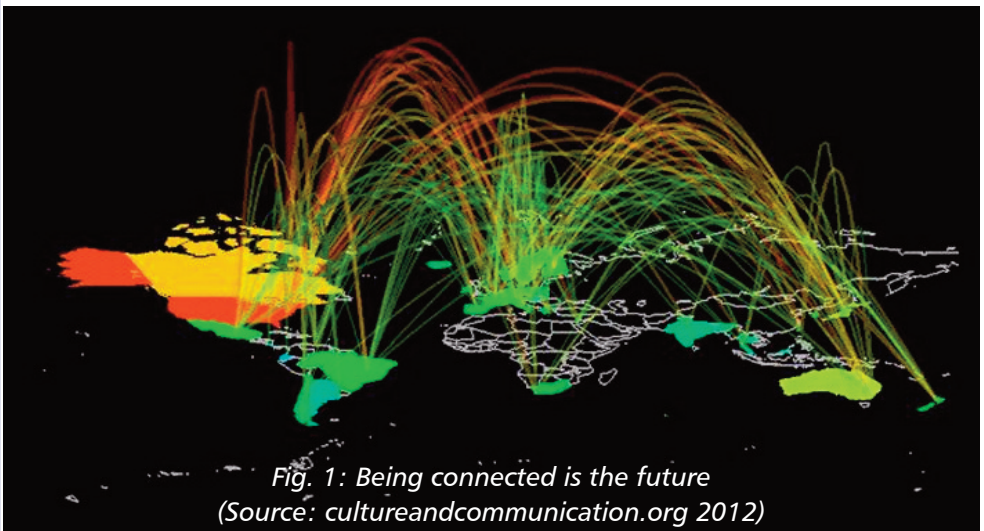 Fig. 1: Being connected is the future
(Source: cultureandcommunication.org 2012)